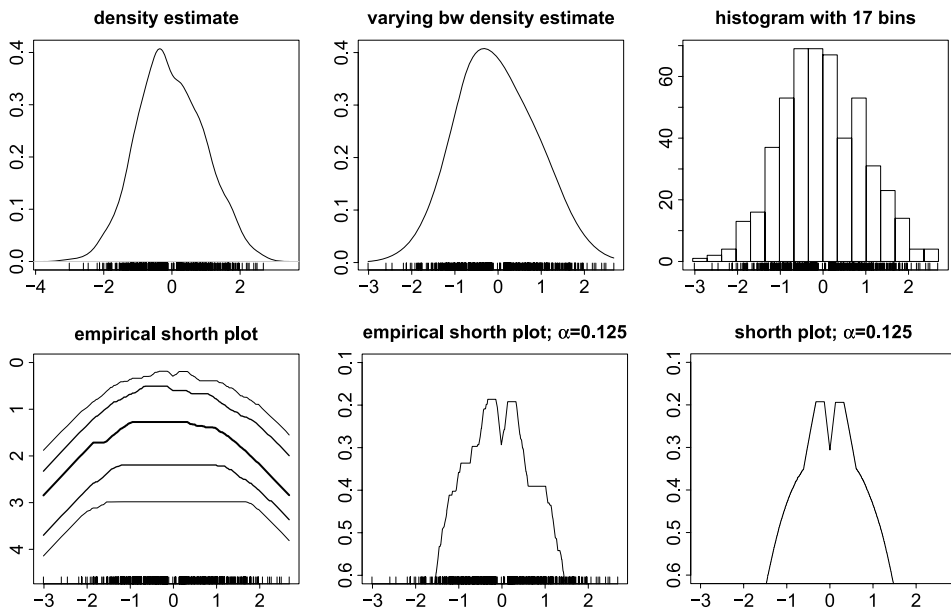 density estimate
varying bw density estimate
histogram with 17 bins
0.0 0.1 0.2 0.3 0.4
−4 −3 −2 −1 0 1 2
0.0 0.1 0.2 0.3 0.4
−3 −2 −1 0 1 2
0 20 40 60
−3 −2 −1 0 1 2
empirical shorth plot
empirical shorth plot; α=0.125
shorth plot; α=0.125
0 1 2 3 4
−3 −2 −1 0 1 2
0.1 0.2 0.3 0.4 0.5 0.6
−3 −2 −1 0 1 2
0.1 0.2 0.3 0.4 0.5 0.6
−3 −2 −1 0 1 2